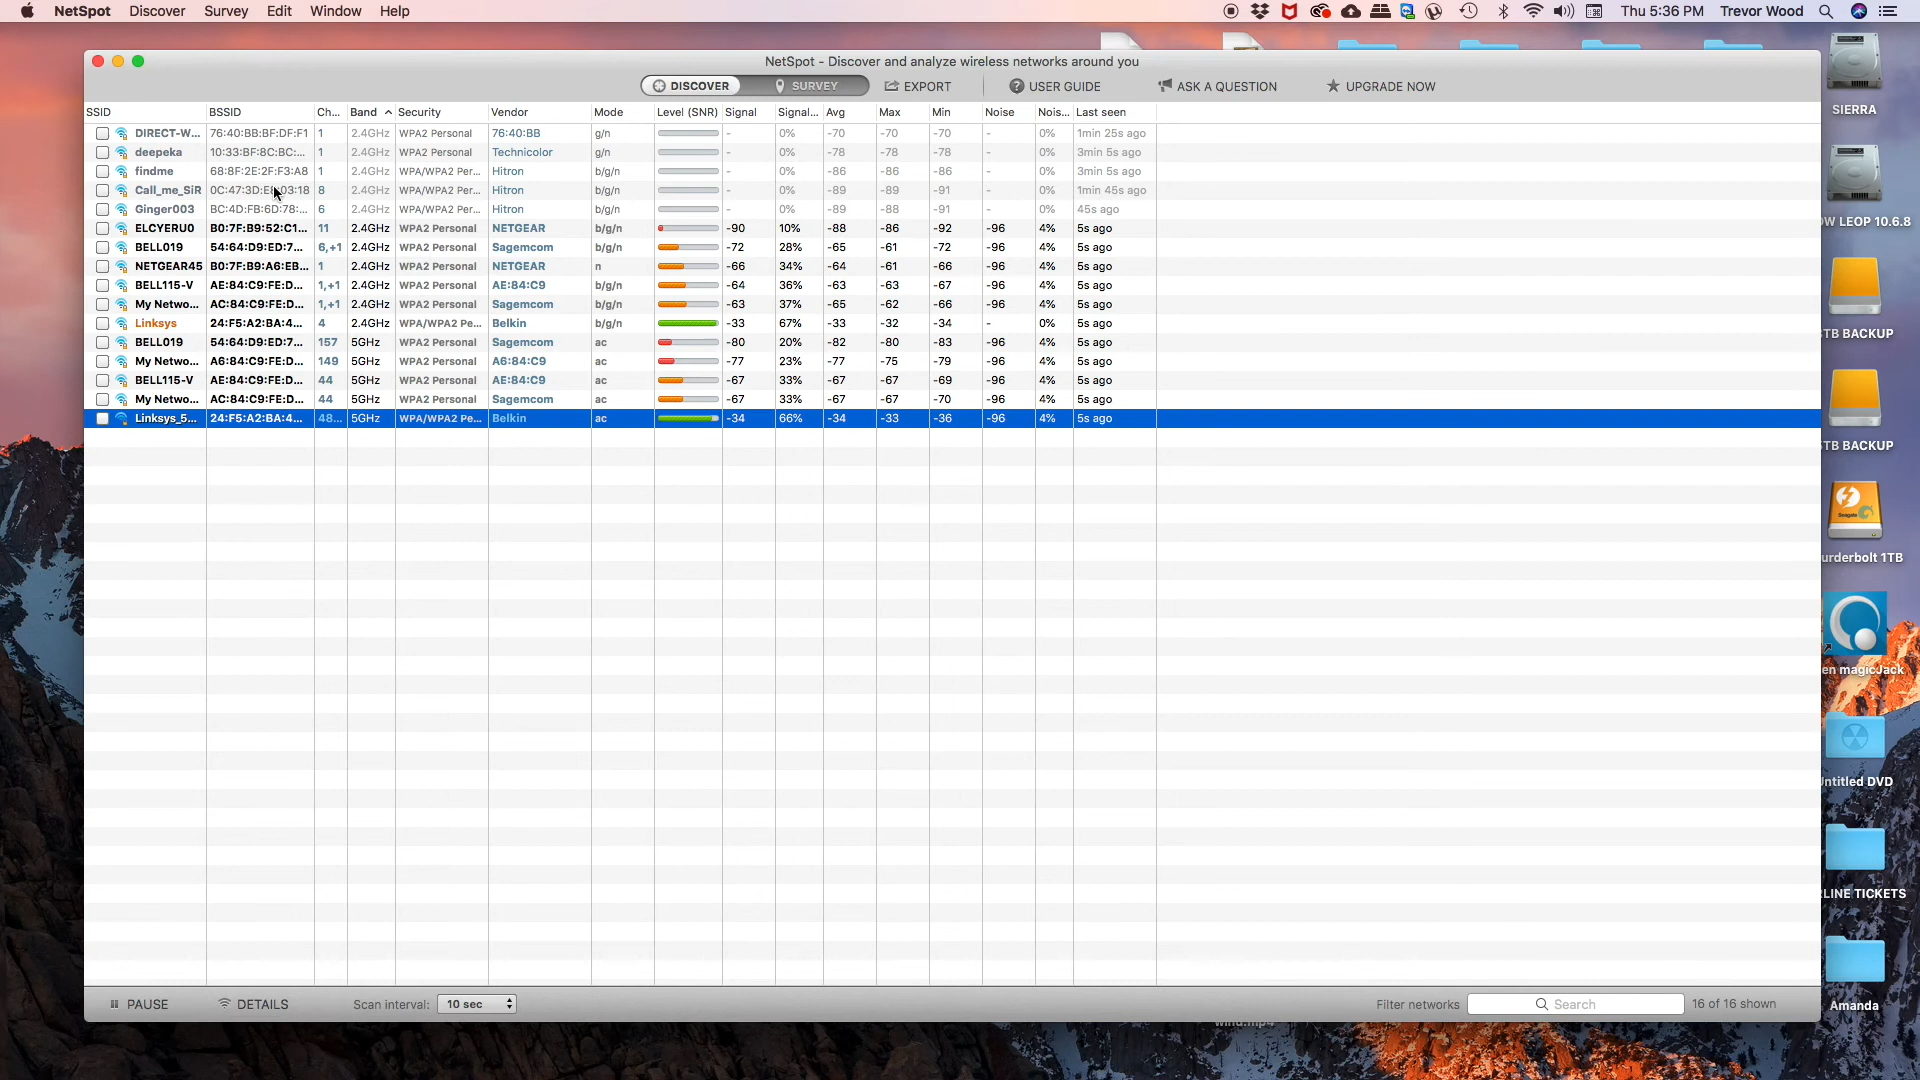 NetSpot Discover Survey Edit Window Help Thu 5:36 PM Trevor Wood
NetSpot - Discover and analyze wireless networks around you
DISCOVER SURVEY EXPORT USER GUIDE ASK A QUESTION UPGRADE NOW
SSID BSSID Ch... Band Security Vendor Mode Level (SNR) Signal Signal... Avg Max Min Noise Nois... Last seen
DIRECT-W... 76:40:BB:BF:DF:F1 1 2.4GHz WPA2 Personal 76:40:BB g/n - 0% -70 -70 -70 - 0% 1min 25s ago
deepeka 10:33:BF:8C:BC:... 1 2.4GHz WPA2 Personal Technicolor g/n - 0% -78 -78 -78 - 0% 3min 5s ago
findme 68:8F:2E:2F:F3:A8 1 2.4GHz WPA/WPA2 Per... Hitron b/g/n - 0% -86 -86 -86 - 0% 3min 5s ago
Call_me_SiR 8 2.4GHz WPA/WPA2 Per... Hitron b/g/n - 0% -89 -89 -91 - 0% 1min 45s ago
Ginger003 BC:4D:FB:6D:78:... 6 2.4GHz WPA/WPA2 Per... Hitron b/g/n - 0% -89 -88 -91 - 0% 45s ago
ELCYERU0 B0:7F:B9:52:C1... 11 2.4GHz WPA2 Personal NETGEAR b/g/n -90 10% -88 -86 -92 -96 4% 5s ago
BELL019 54:64:D9:ED:7... 6,+1 2.4GHz WPA2 Personal Sagemcom b/g/n -72 28% -65 -61 -72 -96 4% 5s ago
NETGEAR45 B0:7F:B9:A6:EB... 1 2.4GHz WPA2 Personal NETGEAR n -66 34% -64 -61 -66 -96 4% 5s ago
BELL115-V AE:84:C9:FE:D... 1,+1 2.4GHz WPA2 Personal AE:84:C9 b/g/n -64 36% -63 -63 -67 -96 4% 5s ago
My Netwo... AC:84:C9:FE:D... 1,+1 2.4GHz WPA2 Personal Sagemcom b/g/n -63 37% -65 -62 -66 -96 4% 5s ago
Linksys 24:F5:A2:BA:4... 4 2.4GHz WPA/WPA2 Pe... Belkin b/g/n -33 67% -33 -32 -34 - 0% 5s ago
BELL019 54:64:D9:ED:7... 157 5GHz WPA2 Personal Sagemcom ac -80 20% -82 -80 -83 -96 4% 5s ago
My Netwo... A6:84:C9:FE:D... 149 5GHz WPA2 Personal A6:84:C9 ac -77 23% -77 -75 -79 -96 4% 5s ago
BELL115-V AE:84:C9:FE:D... 44 5GHz WPA2 Personal AE:84:C9 ac -67 33% -67 -67 -69 -96 4% 5s ago
My Netwo... AC:84:C9:FE:D... 44 5GHz WPA2 Personal Sagemcom ac -67 33% -67 -67 -70 -96 4% 5s ago
Linksys_5... 24:F5:A2:BA:4... 48... 5GHz WPA/WPA2 Pe... Belkin ac -34 66% -34 -33 -36 -96 4% 5s ago
PAUSE DETAILS Scan interval: 10 sec Filter networks Search 16 of 16 shown
SIERRA
OW LEOP 10.6.8
TB BACKUP
TB BACKUP
Seagate
urderbolt 1TB
en magicJack
ntitled DVD
LINE TICKETS
Amanda
wind.mp4